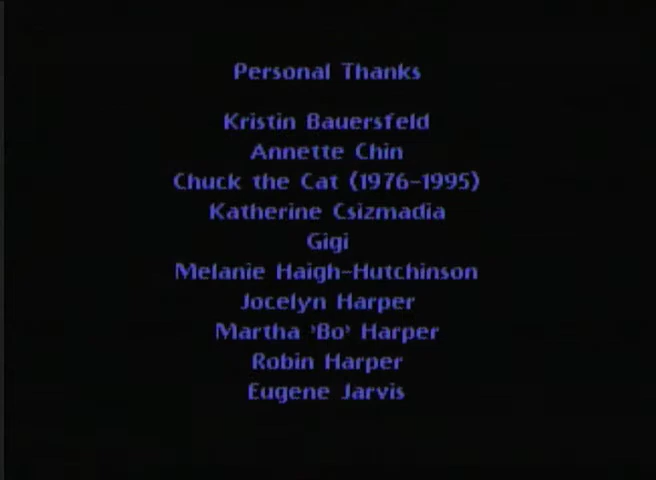 Personal Thanks
Kristin Bauersfeld
Annette Chin
Chuck the Cat (1976-1995)
Katherine Csizmadia
Gigi
Melanie Haigh-Hutchinson
Jocelyn Harper
Martha 'Bo' Harper
Robin Harper
Eugene Jarvis